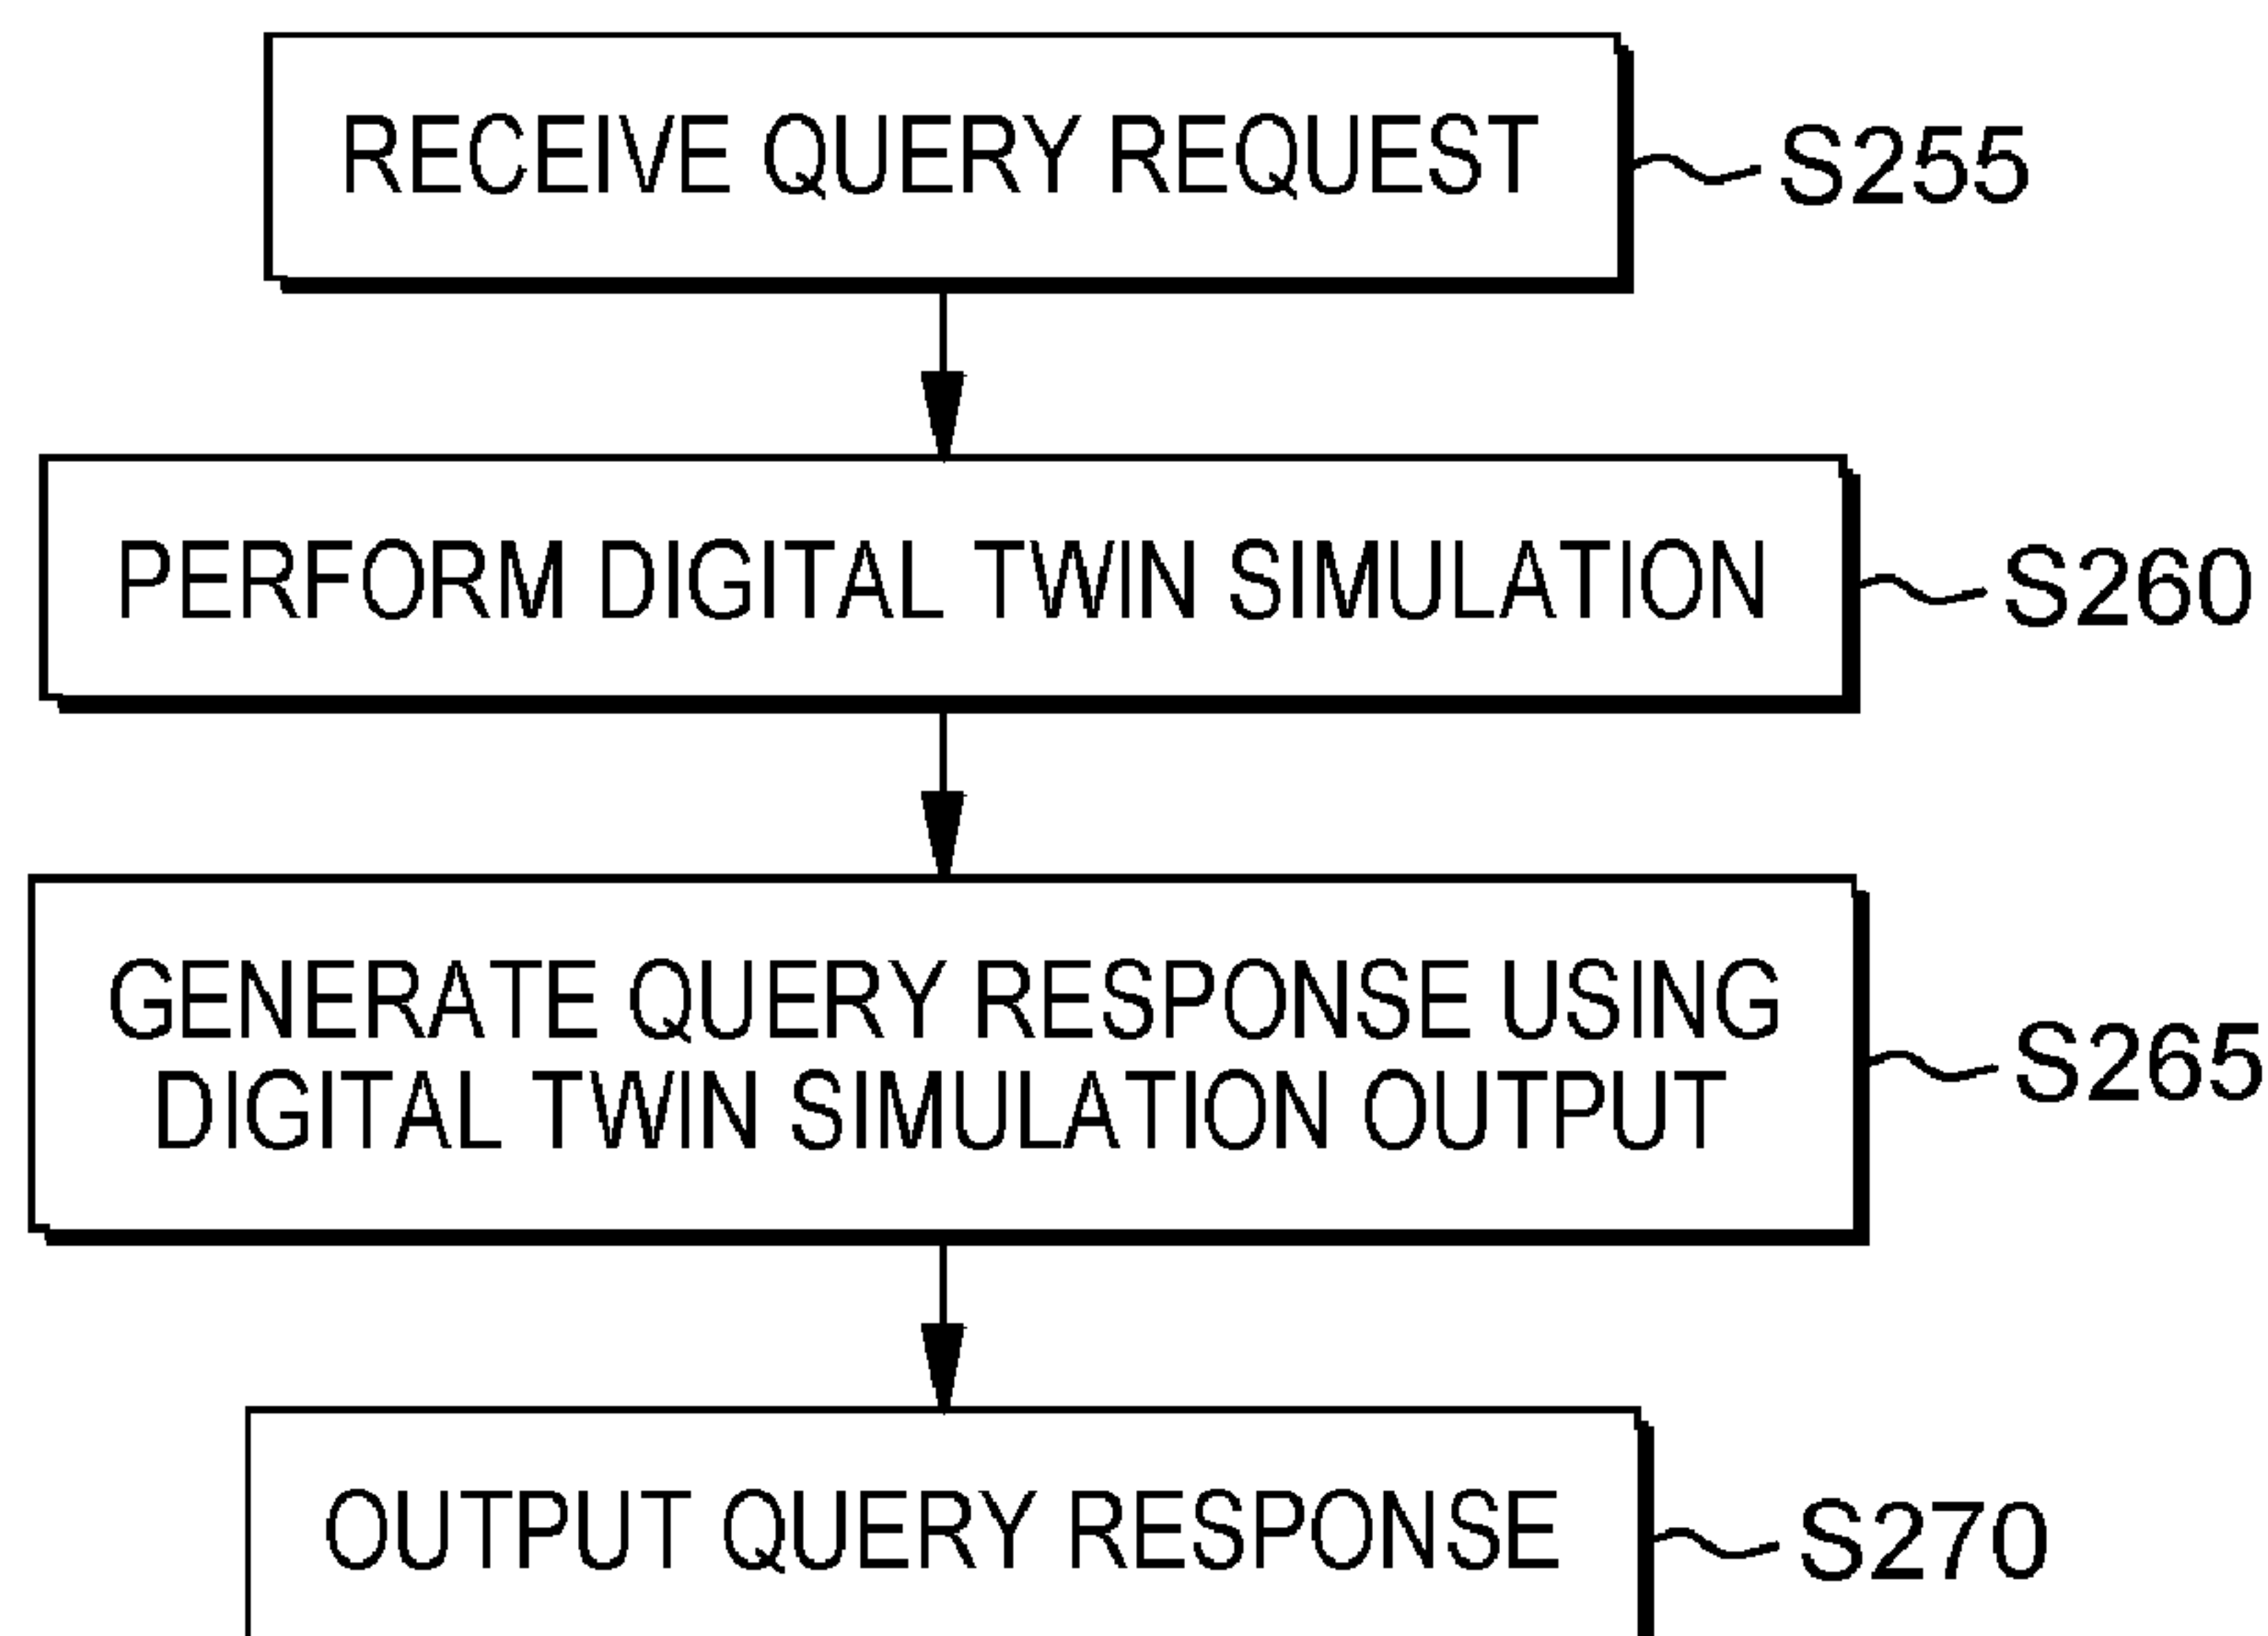 RECEIVE QUERY REQUEST
S255
PERFORM DIGITAL TWIN SIMULATION
S260
GENERATE QUERY RESPONSE USING
DIGITAL TWIN SIMULATION OUTPUT
S265
OUTPUT QUERY RESPONSE
S270